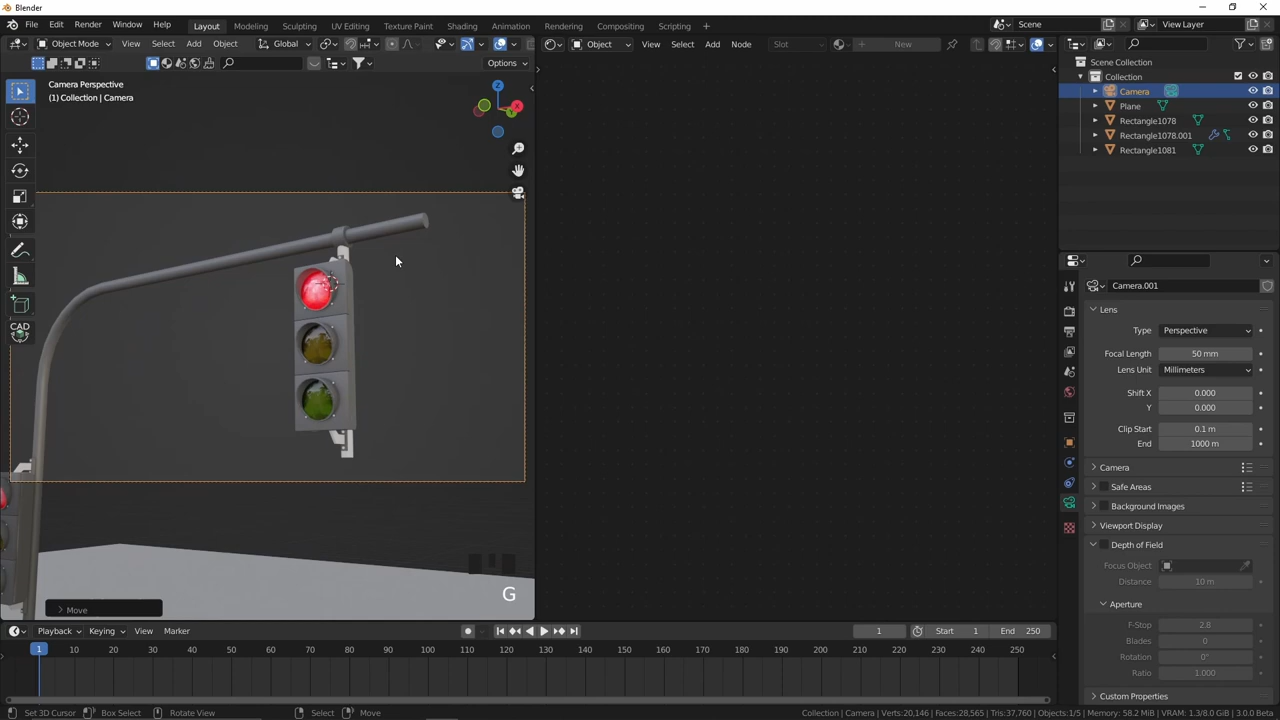 Blender
File Edit Render Window Help Layout Modeling Sculpting UV Editing Texture Paint Shading Animation Rendering Compositing Scripting + Scene View Layer
Object Mode View Select Add Object Global Object View Select Add Node Slot New
Options
Camera Perspective
(1) Collection | Camera
Z
X
Y
CAD
G
Move
Scene Collection
Collection
Camera
Plane
Rectangle1078
Rectangle1078.001
Rectangle1081
Camera.001
Lens
Type Perspective
Focal Length 50 mm
Lens Unit Millimeters
Shift X 0.000
Y 0.000
Clip Start 0.1 m
End 1000 m
Camera
Safe Areas
Background Images
Viewport Display
Depth of Field
Focus Object
Distance 10 m
Aperture
F-Stop 2.8
Blades 0
Rotation 0°
Ratio 1.000
Custom Properties
Playback Keying View Marker 1 Start 1 End 250
1 10 20 30 40 50 60 70 80 90 100 110 120 130 140 150 160 170 180 190 200 210 220 230 240 250
Set 3D Cursor Box Select Rotate View Select Move Collection | Camera | Verts:20,146 | Faces:28,565 | Tris:37,760 | Objects:1/5 | Memory: 58.2 MiB | VRAM: 1.3/8.0 GiB | 3.0.0 Beta